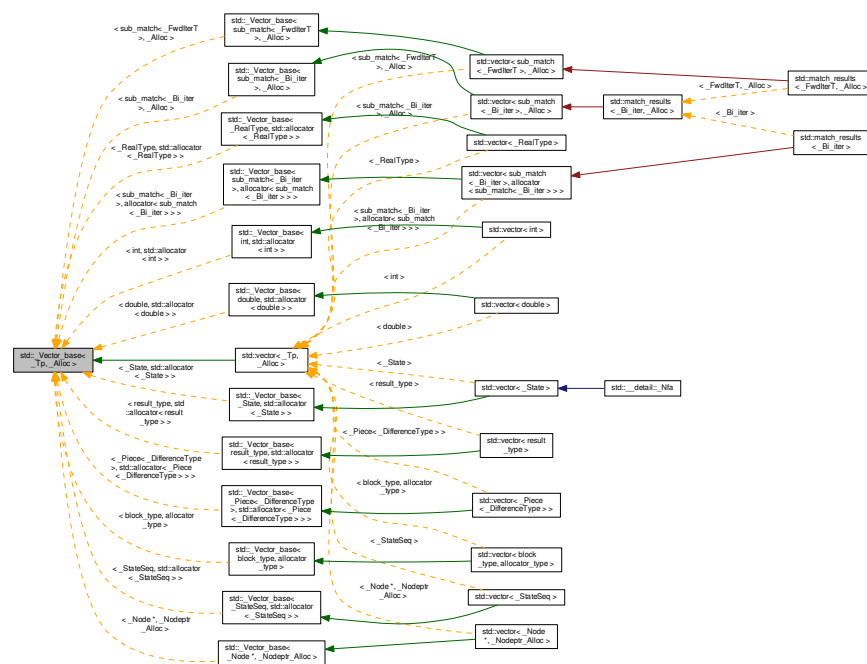 std::_Vector_base<
sub_match< _FwdIterT
>, _Alloc >
< sub_match< _FwdIterT
>, _Alloc >
std::_Vector_base<
sub_match< _Bi_iter
>, _Alloc >
< sub_match< _Bi_iter
>, _Alloc >
std::_Vector_base<
_RealType, std::allocator
< _RealType > >
< _RealType, std::allocator
< _RealType > >
std::_Vector_base<
sub_match< _Bi_iter
>, allocator< sub_match
< _Bi_iter > > >
< sub_match< _Bi_iter
>, allocator< sub_match
< _Bi_iter > > >
std::_Vector_base<
int, std::allocator
< int > >
< int, std::allocator
< int > >
std::_Vector_base<
double, std::allocator
< double > >
< double, std::allocator
< double > >
std::_Vector_base<
_Tp, _Alloc >
std::vector< _Tp,
_Alloc >
< _State, std::allocator
< _State > >
std::_Vector_base<
_State, std::allocator
< _State > >
< result_type, std
::allocator< result
_type > >
std::_Vector_base<
result_type, std::allocator
< result_type > >
< _Piece< _DifferenceType
>, std::allocator< _Piece
< _DifferenceType > > >
std::_Vector_base<
_Piece< _DifferenceType
>, std::allocator< _Piece
< _DifferenceType > > >
< block_type, allocator
_type >
std::_Vector_base<
block_type, allocator
_type >
< _StateSeq, std::allocator
< _StateSeq > >
std::_Vector_base<
_StateSeq, std::allocator
< _StateSeq > >
< _Node *, _Nodeptr
_Alloc >
std::_Vector_base<
_Node *, _Nodeptr_Alloc >
< sub_match< _FwdIterT
>, _Alloc >
std::vector< sub_match
< _FwdIterT >, _Alloc >
< sub_match< _Bi_iter
>, _Alloc >
std::vector< sub_match
< _Bi_iter >, _Alloc >
< _RealType >
std::vector< _RealType >
< sub_match< _Bi_iter
>, allocator< sub_match
< _Bi_iter > > >
std::vector< sub_match
< _Bi_iter >, allocator
< sub_match< _Bi_iter > > >
< int >
std::vector< int >
< double >
std::vector< double >
< _State >
std::vector< _State >
< result_type >
std::vector< result
_type >
< _Piece< _DifferenceType > >
std::vector< _Piece
< _DifferenceType > >
< block_type, allocator
_type >
std::vector< block
_type, allocator_type >
< _StateSeq >
std::vector< _StateSeq >
< _Node *, _Nodeptr
_Alloc >
std::vector< _Node
*, _Nodeptr_Alloc >
std::match_results
< _Bi_iter, _Alloc >
std::__detail::_Nfa
< _FwdIterT, _Alloc >
std::match_results
< _FwdIterT, _Alloc >
< _Bi_iter >
std::match_results
< _Bi_iter >